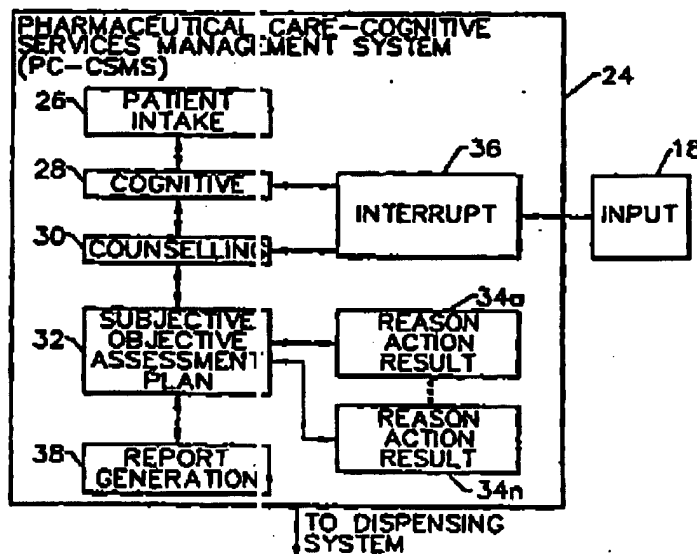 PHARMACEUTICAL CARE-COGNITIVE
SERVICES MANAGEMENT SYSTEM
(PC-CSMS)
24
26
PATIENT
INTAKE
36
18
28
COGNITIVE
INTERRUPT
INPUT
30
COUNSELLING
34a
32
SUBJECTIVE
OBJECTIVE
ASSESSMENT
PLAN
REASON
ACTION
RESULT
REASON
ACTION
RESULT
38
REPORT
GENERATION
34n
TO DISPENSING
SYSTEM